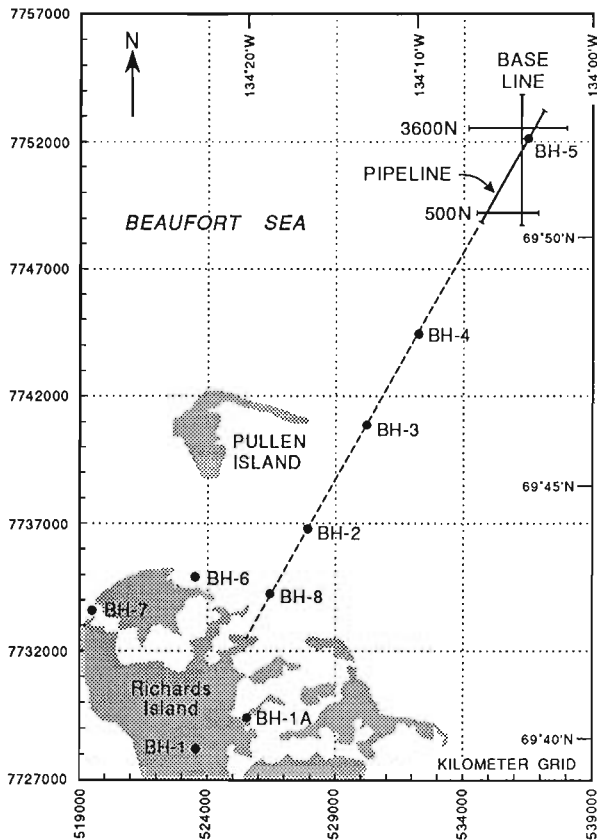 7757000
134°20'W
134°10'W
134°00'W
N
BASE
LINE
3600N
7752000
BH-5
PIPELINE
500N
BEAUFORT SEA
69°50'N
7747000
BH-4
7742000
BH-3
PULLEN
ISLAND
69°45'N
7737000
BH-2
BH-6
BH-8
BH-7
7732000
Richards
Island
BH-1A
BH-1
69°40'N
KILOMETER GRID
7727000
519000
524000
529000
534000
539000